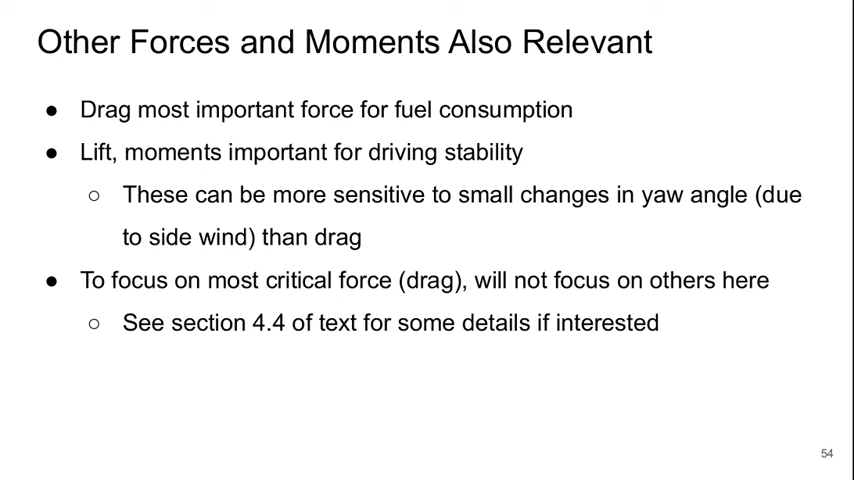 Other Forces and Moments Also Relevant
● Drag most important force for fuel consumption
● Lift, moments important for driving stability
○ These can be more sensitive to small changes in yaw angle (due
to side wind) than drag
● To focus on most critical force (drag), will not focus on others here
○ See section 4.4 of text for some details if interested
54